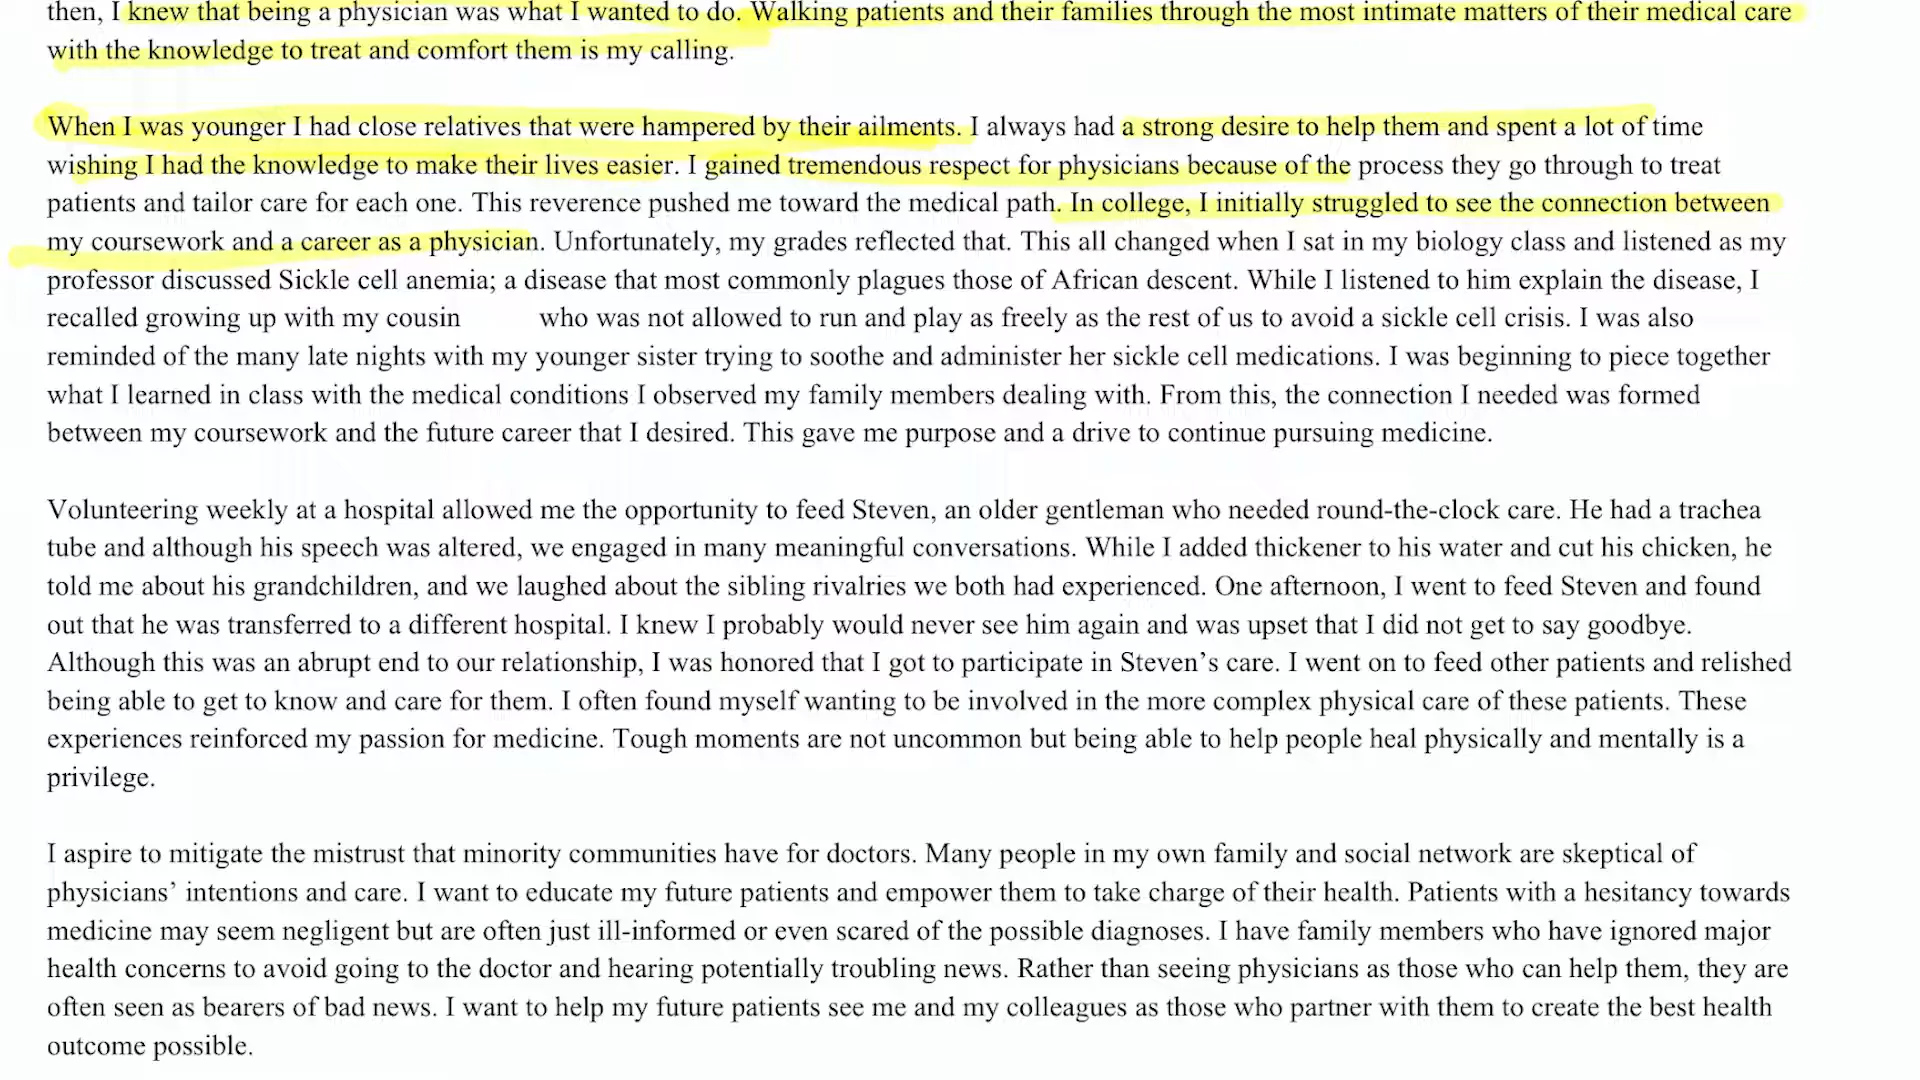 then, I knew that being a physician was what I wanted to do. Walking patients and their families through the most intimate matters of their medical care
with the knowledge to treat and comfort them is my calling.
When I was younger I had close relatives that were hampered by their ailments. I always had a strong desire to help them and spent a lot of time
wishing I had the knowledge to make their lives easier. I gained tremendous respect for physicians because of the process they go through to treat
patients and tailor care for each one. This reverence pushed me toward the medical path. In college, I initially struggled to see the connection between
my coursework and a career as a physician. Unfortunately, my grades reflected that. This all changed when I sat in my biology class and listened as my
professor discussed Sickle cell anemia; a disease that most commonly plagues those of African descent. While I listened to him explain the disease, I
recalled growing up with my cousin who was not allowed to run and play as freely as the rest of us to avoid a sickle cell crisis. I was also
reminded of the many late nights with my younger sister trying to soothe and administer her sickle cell medications. I was beginning to piece together
what I learned in class with the medical conditions I observed my family members dealing with. From this, the connection I needed was formed
between my coursework and the future career that I desired. This gave me purpose and a drive to continue pursuing medicine.
Volunteering weekly at a hospital allowed me the opportunity to feed Steven, an older gentleman who needed round-the-clock care. He had a trachea
tube and although his speech was altered, we engaged in many meaningful conversations. While I added thickener to his water and cut his chicken, he
told me about his grandchildren, and we laughed about the sibling rivalries we both had experienced. One afternoon, I went to feed Steven and found
out that he was transferred to a different hospital. I knew I probably would never see him again and was upset that I did not get to say goodbye.
Although this was an abrupt end to our relationship, I was honored that I got to participate in Steven’s care. I went on to feed other patients and relished
being able to get to know and care for them. I often found myself wanting to be involved in the more complex physical care of these patients. These
experiences reinforced my passion for medicine. Tough moments are not uncommon but being able to help people heal physically and mentally is a
privilege.
I aspire to mitigate the mistrust that minority communities have for doctors. Many people in my own family and social network are skeptical of
physicians’ intentions and care. I want to educate my future patients and empower them to take charge of their health. Patients with a hesitancy towards
medicine may seem negligent but are often just ill-informed or even scared of the possible diagnoses. I have family members who have ignored major
health concerns to avoid going to the doctor and hearing potentially troubling news. Rather than seeing physicians as those who can help them, they are
often seen as bearers of bad news. I want to help my future patients see me and my colleagues as those who partner with them to create the best health
outcome possible.